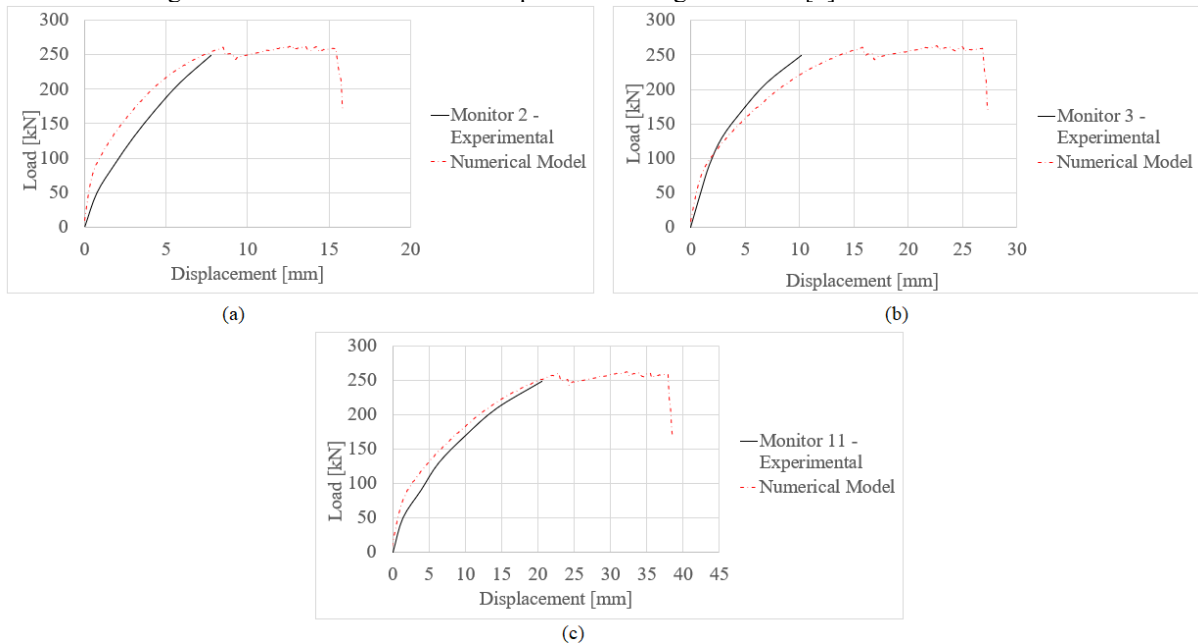 300
250
200
150
100
50
0
Load [kN]
0 5 10 15 20
Displacement [mm]
Monitor 2 -
Experimental
Numerical Model
(a)
300
250
200
150
100
50
0
Load [kN]
0 5 10 15 20 25 30
Displacement [mm]
Monitor 3 -
Experimental
Numerical Model
(b)
300
250
200
150
100
50
0
Load [kN]
0 5 10 15 20 25 30 35 40 45
Displacement [mm]
Monitor 11 -
Experimental
Numerical Model
(c)